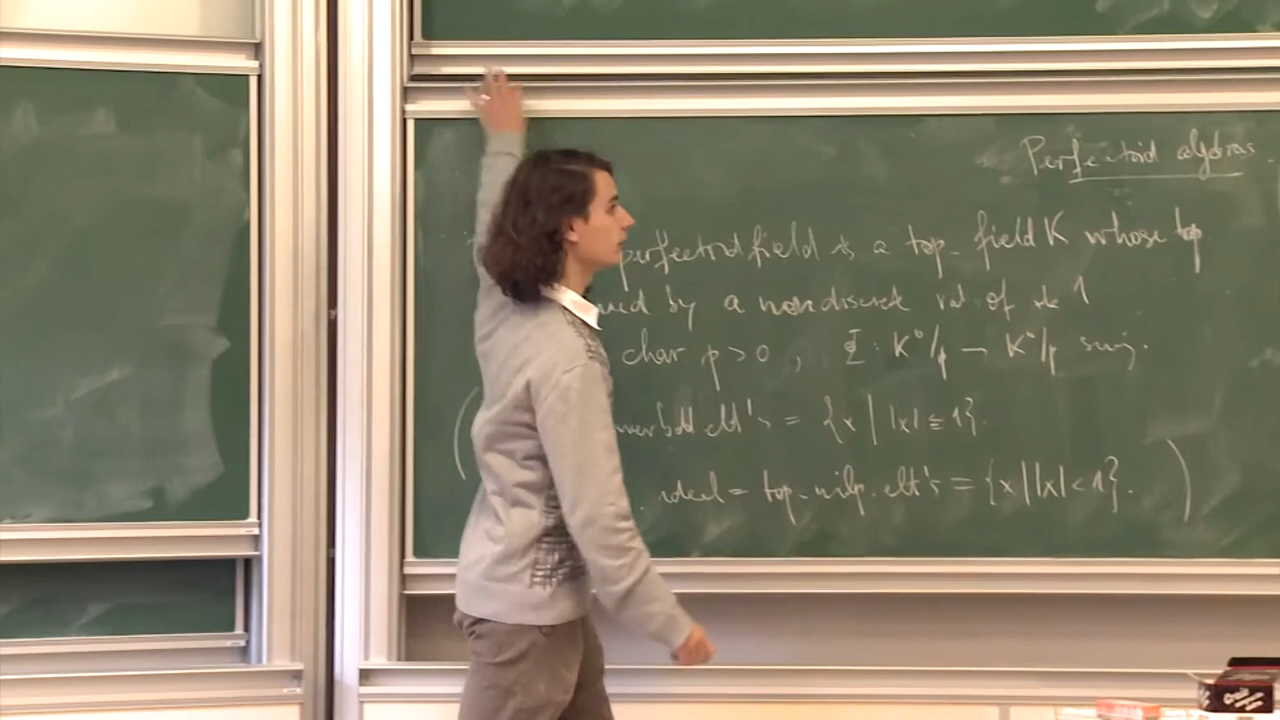 Perfectoid algebras.
perfectoid field is a top. field K whose top
by a nondiscrete val of rk 1
char p > 0 , Φ : K°/p → K°/p surj.
( power bdd elt's = {x | |x| ≤ 1}.
. ideal = top. nilp. elt's = {x | |x| < 1}. )